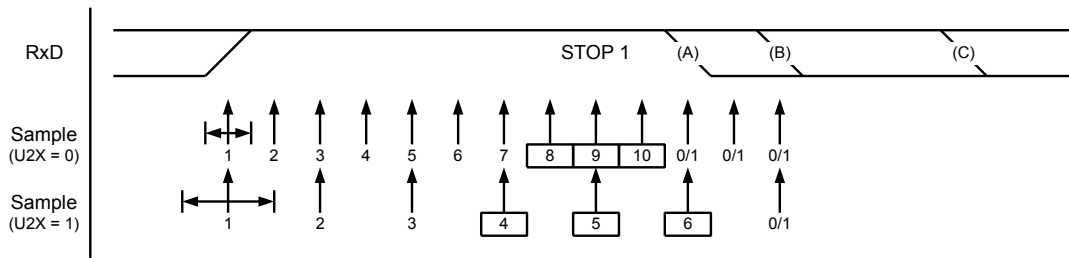 RxD STOP 1 (A) (B) (C)
Sample
(U2X = 0) 1 2 3 4 5 6 7 8 9 10 0/1 0/1 0/1
Sample
(U2X = 1) 1 2 3 4 5 6 0/1